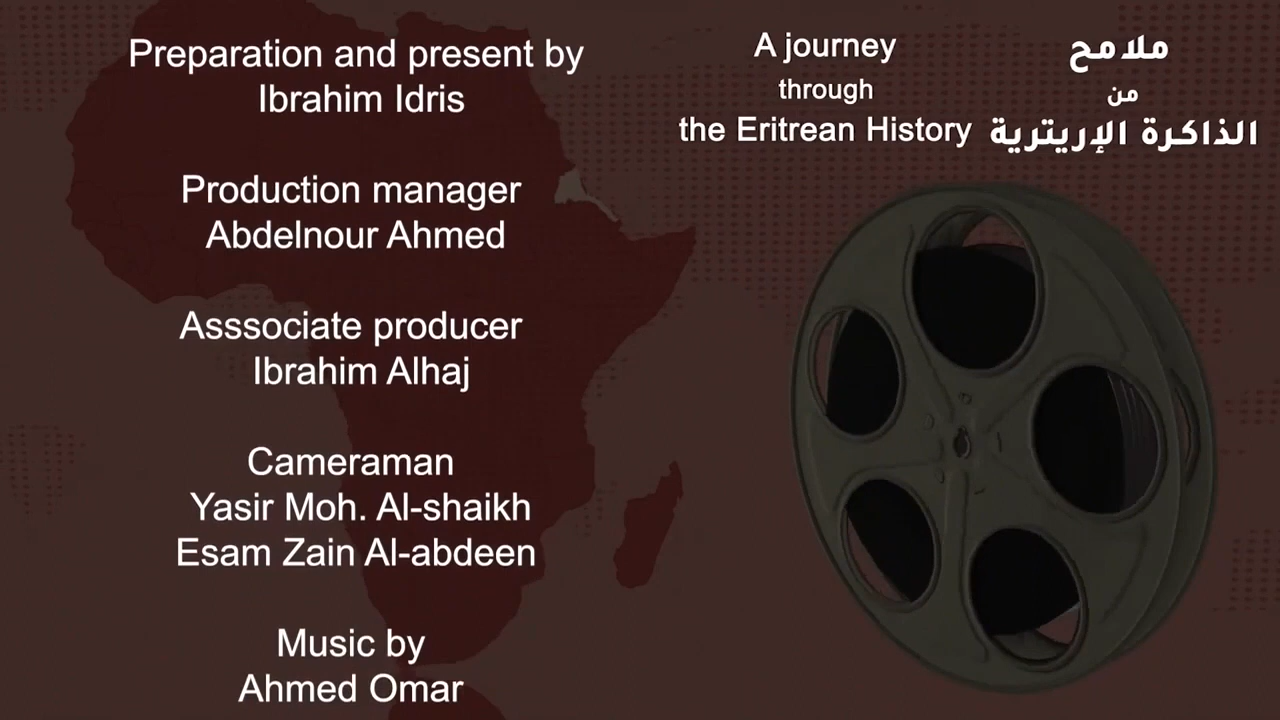 Preparation and present by
Ibrahim Idris
Production manager
Abdelnour Ahmed
Asssociate producer
Ibrahim Alhaj
Cameraman
Yasir Moh. Al-shaikh
Esam Zain Al-abdeen
Music by
Ahmed Omar
A journey
through
the Eritrean History
ملامح
من
الذاكرة الإريترية